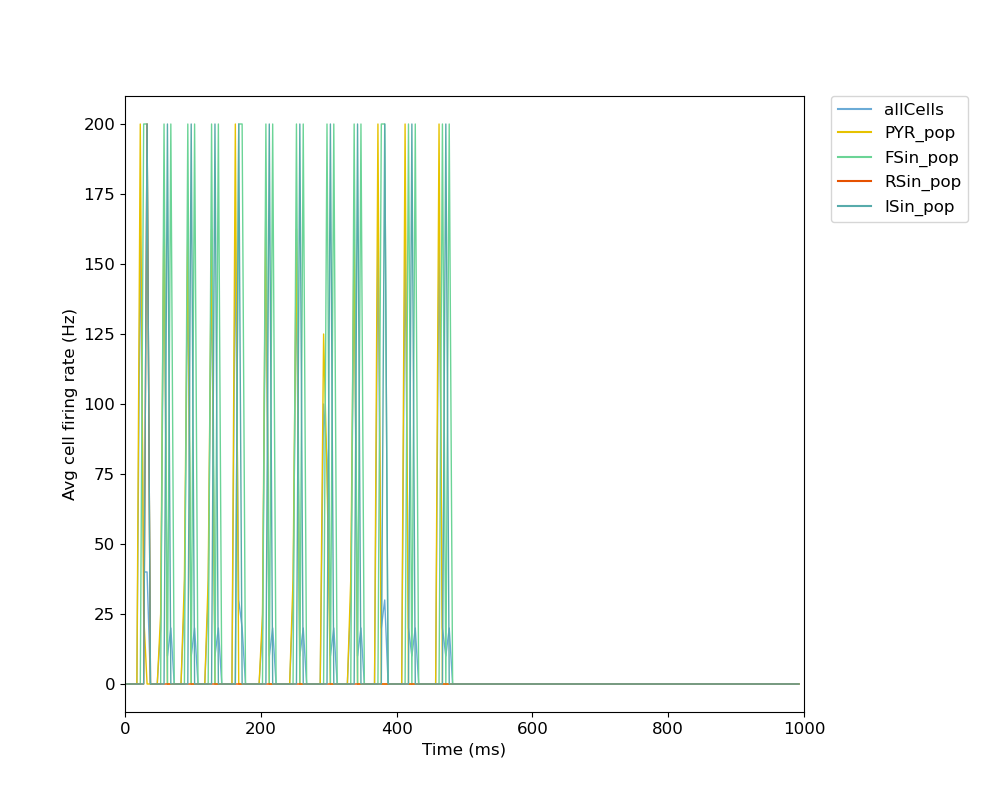 200
175
150
125
100
75
50
25
0
Avg cell firing rate (Hz)
0 200 400 600 800 1000
Time (ms)
allCells
PYR_pop
FSin_pop
RSin_pop
ISin_pop